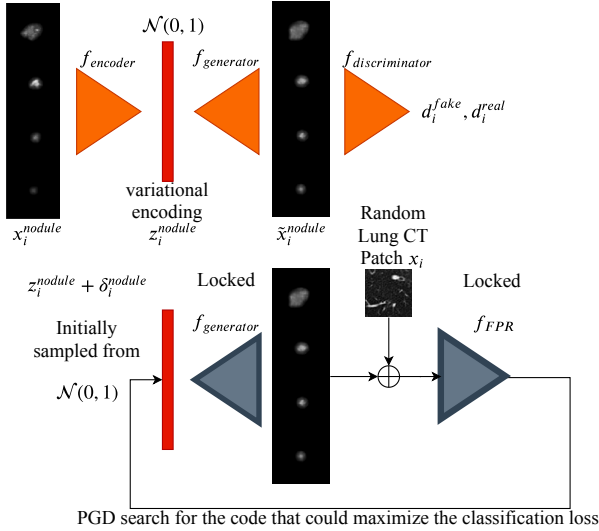 𝒩(0, 1)
f_encoder
f_generator
f_discriminator
d_i^fake, d_i^real
variational
encoding
x_i^nodule
z_i^nodule
x̃_i^nodule
Random
Lung CT
Patch x_i
z_i^nodule + δ_i^nodule
Locked
Locked
Initially
sampled from
𝒩(0, 1)
f_generator
f_FPR
PGD search for the code that could maximize the classification loss